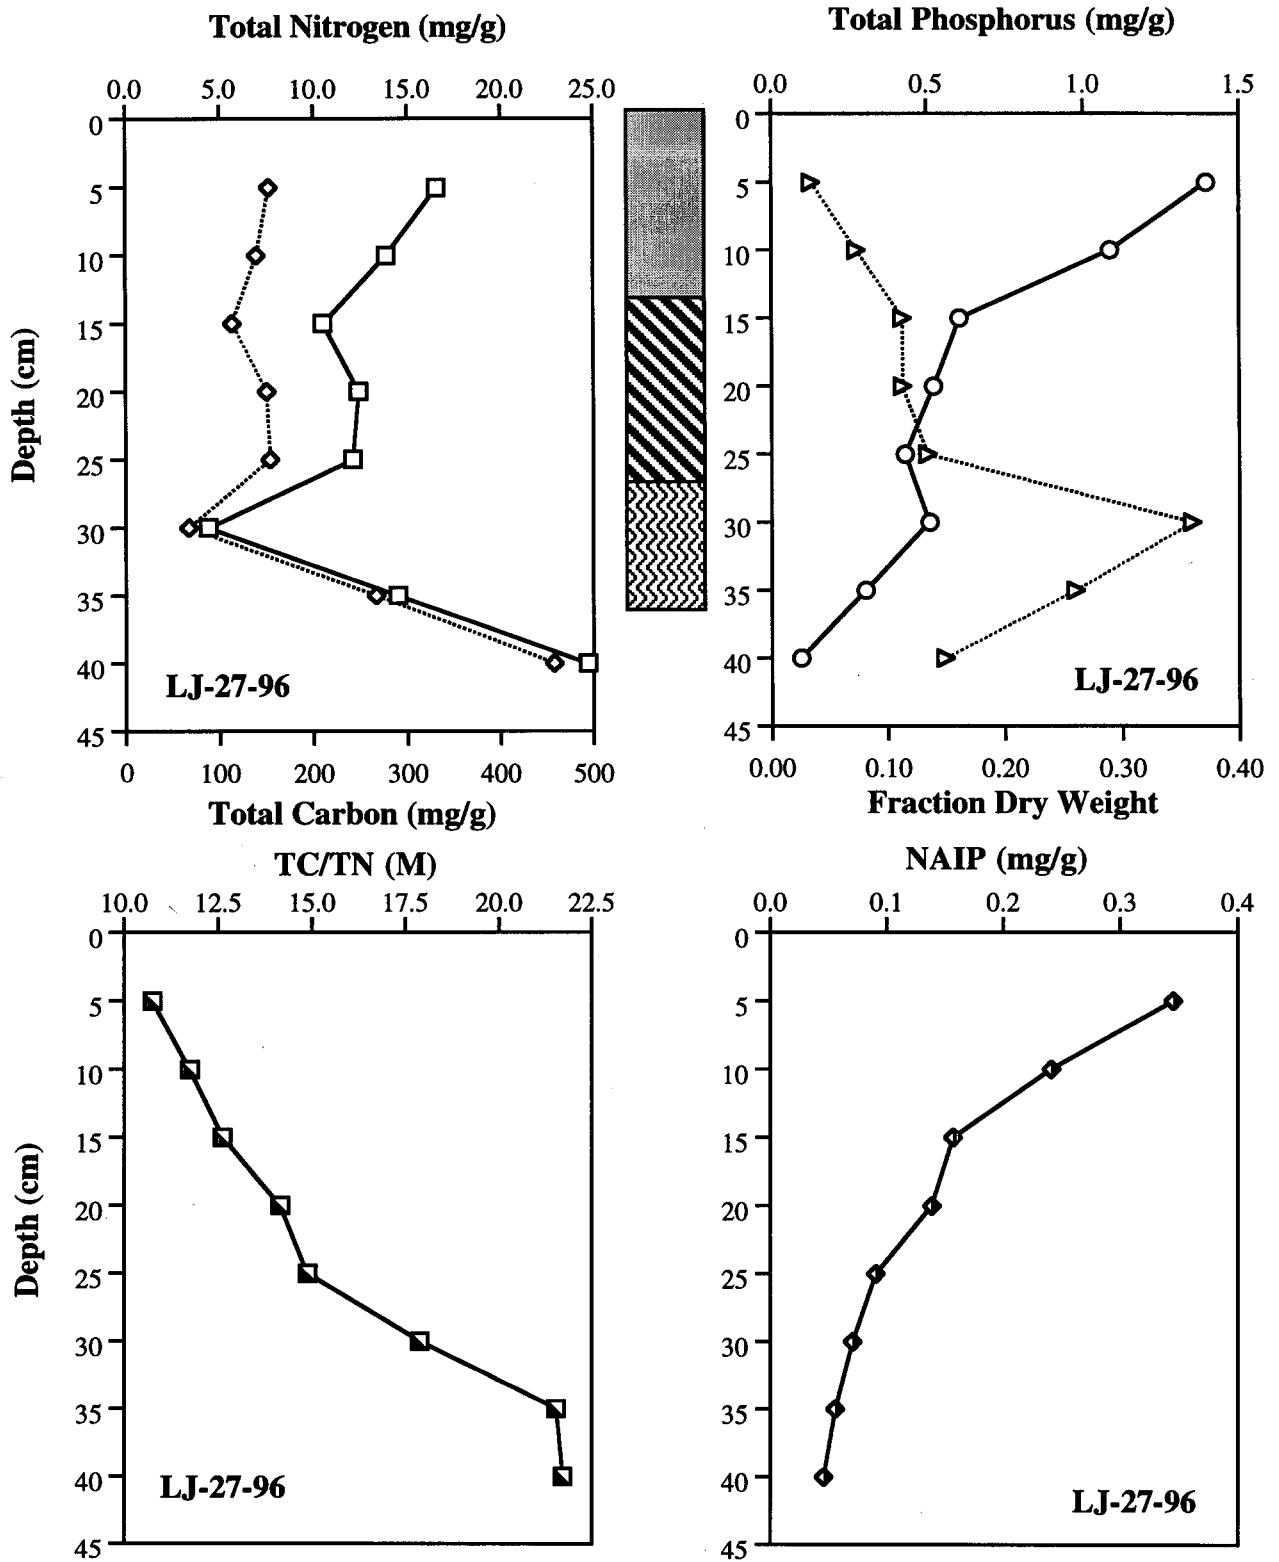 Total Nitrogen (mg/g)
0.0 5.0 10.0 15.0 20.0 25.0
0
5
10
15
20
25
30
35
40
45
Depth (cm)
LJ-27-96
0 100 200 300 400 500
Total Carbon (mg/g)
Total Phosphorus (mg/g)
0.0 0.5 1.0 1.5
0
5
10
15
20
25
30
35
40
45
LJ-27-96
0.00 0.10 0.20 0.30 0.40
Fraction Dry Weight
TC/TN (M)
10.0 12.5 15.0 17.5 20.0 22.5
0
5
10
15
20
25
30
35
40
45
Depth (cm)
LJ-27-96
NAIP (mg/g)
0.0 0.1 0.2 0.3 0.4
0
5
10
15
20
25
30
35
40
45
LJ-27-96